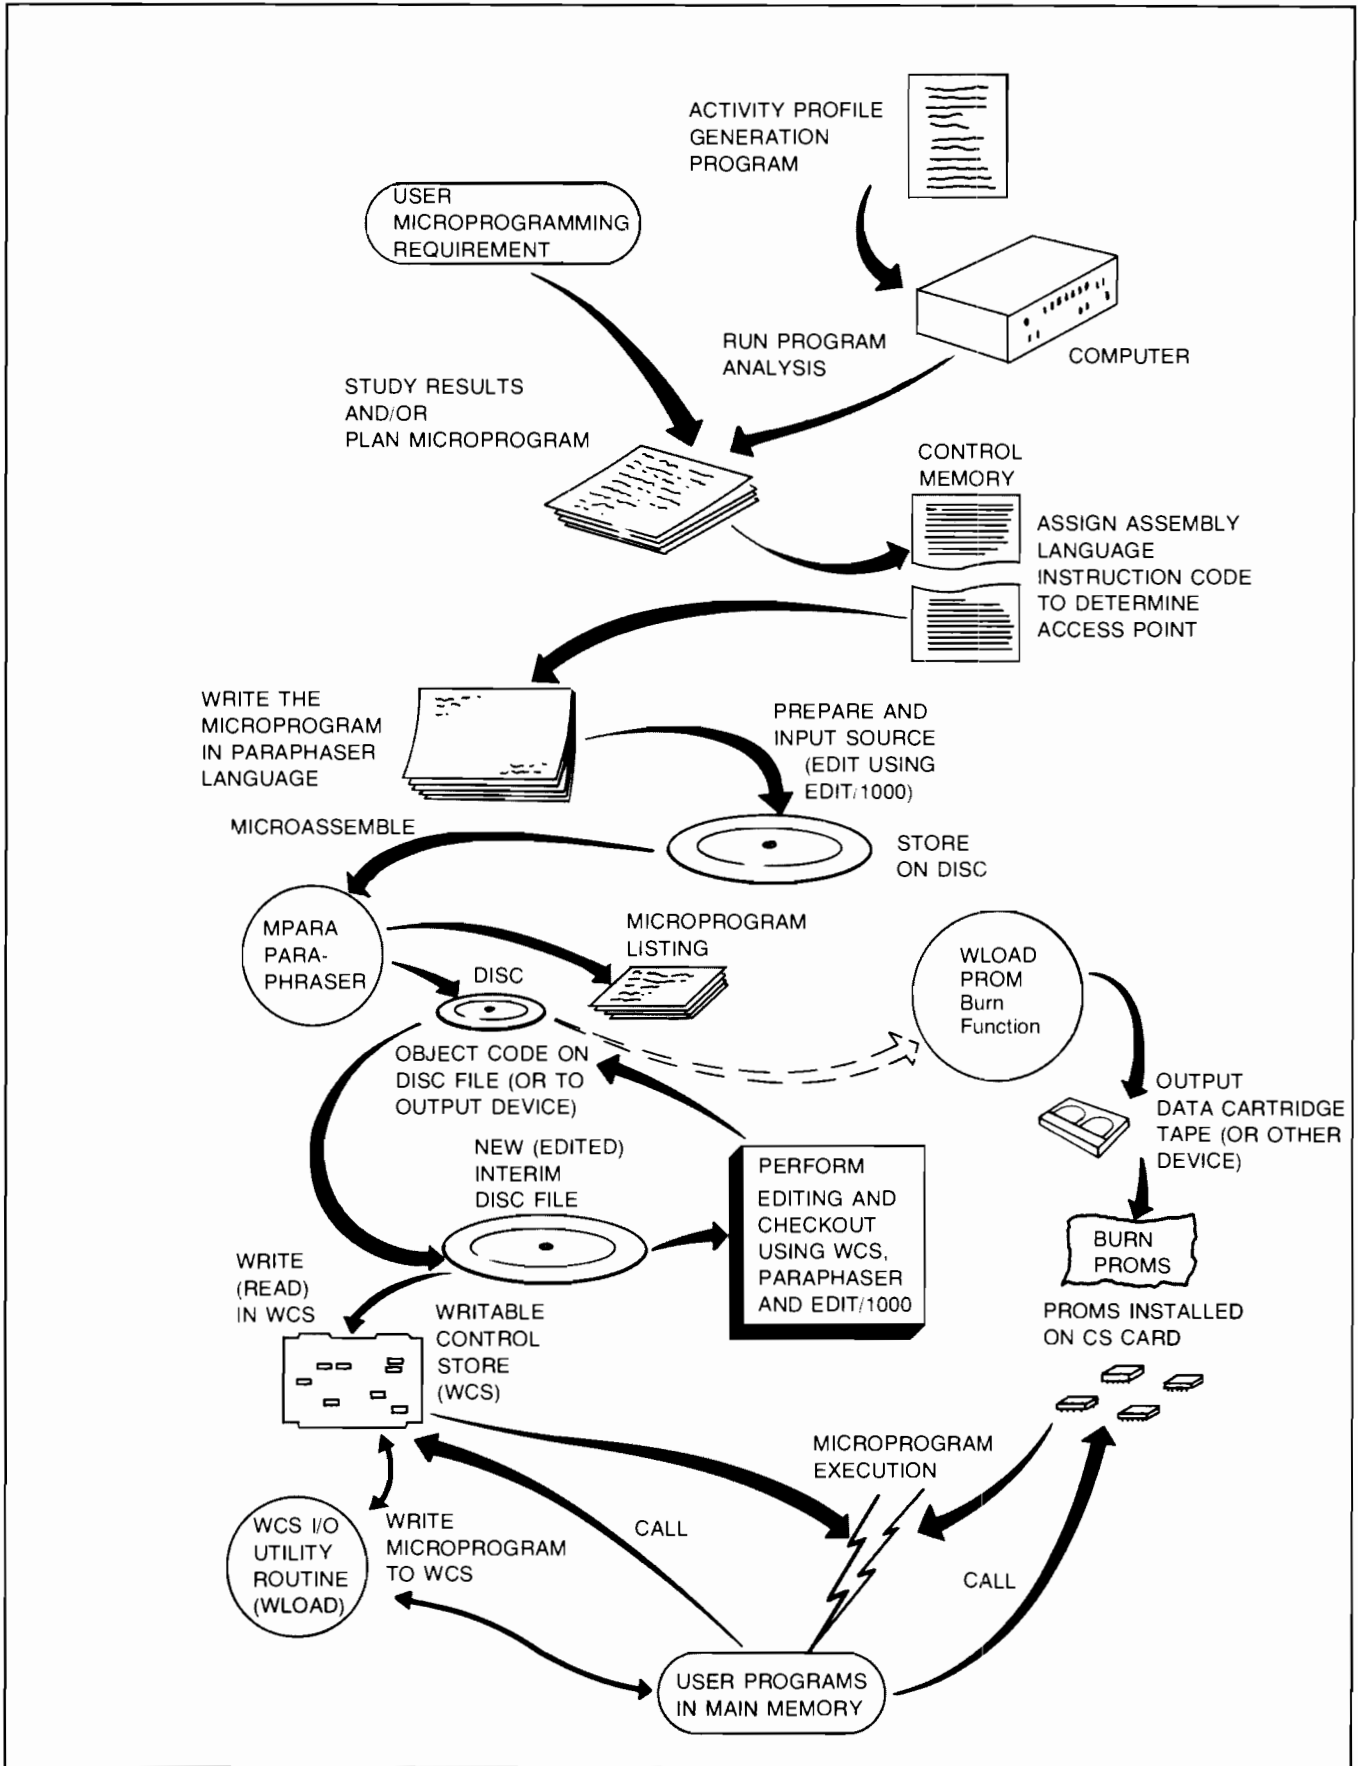 ACTIVITY PROFILE
GENERATION
PROGRAM
USER
MICROPROGRAMMING
REQUIREMENT
RUN PROGRAM
ANALYSIS
COMPUTER
STUDY RESULTS
AND/OR
PLAN MICROPROGRAM
CONTROL
MEMORY
ASSIGN ASSEMBLY
LANGUAGE
INSTRUCTION CODE
TO DETERMINE
ACCESS POINT
WRITE THE
MICROPROGRAM
IN PARAPHASER
LANGUAGE
PREPARE AND
INPUT SOURCE
(EDIT USING
EDIT/1000)
MICROASSEMBLE
STORE
ON DISC
MPARA
PARA-
PHRASER
MICROPROGRAM
LISTING
DISC
WLOAD
PROM
Burn
Function
OBJECT CODE ON
DISC FILE (OR TO
OUTPUT DEVICE)
OUTPUT
DATA CARTRIDGE
TAPE (OR OTHER
DEVICE)
NEW (EDITED)
INTERIM
DISC FILE
PERFORM
EDITING AND
CHECKOUT
USING WCS,
PARAPHASER
AND EDIT/1000
BURN
PROMS
WRITE
(READ)
IN WCS
WRITABLE
CONTROL
STORE
(WCS)
PROMS INSTALLED
ON CS CARD
MICROPROGRAM
EXECUTION
WCS I/O
UTILITY
ROUTINE
(WLOAD)
WRITE
MICROPROGRAM
TO WCS
CALL
CALL
USER PROGRAMS
IN MAIN MEMORY